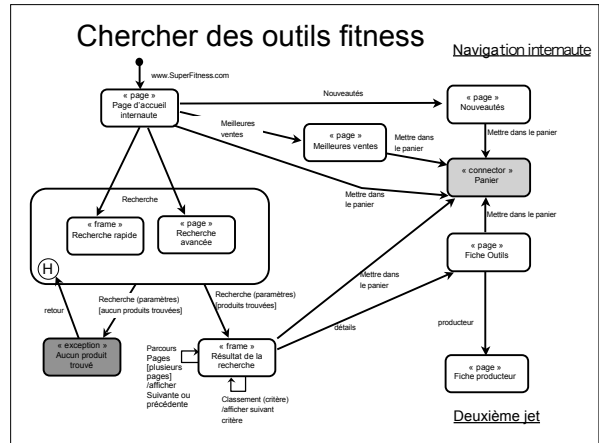 Chercher des outils fitness
Navigation internaute
www.SuperFitness.com
« page »
Page d'accueil
internaute
Nouveautés
« page »
Nouveautés
Meilleures
ventes
« page »
Meilleures ventes
Mettre dans
le panier
Mettre dans le panier
« connector »
Panier
Recherche
« frame »
Recherche rapide
« page »
Recherche
avancée
Mettre dans
le panier
Mettre dans le panier
« page »
Fiche Outils
H
Mettre dans
le panier
retour
Recherche (paramètres)
[aucun produits trouvées]
Recherche (paramètres)
[produits trouvées]
détails
producteur
« exception »
Aucun produit
trouvé
Parcours
Pages
[plusieurs
pages]
/afficher
Suivante ou
précédente
« frame »
Résultat de la
recherche
Classement (critère)
/afficher suivant
critère
« page »
Fiche producteur
Deuxième jet